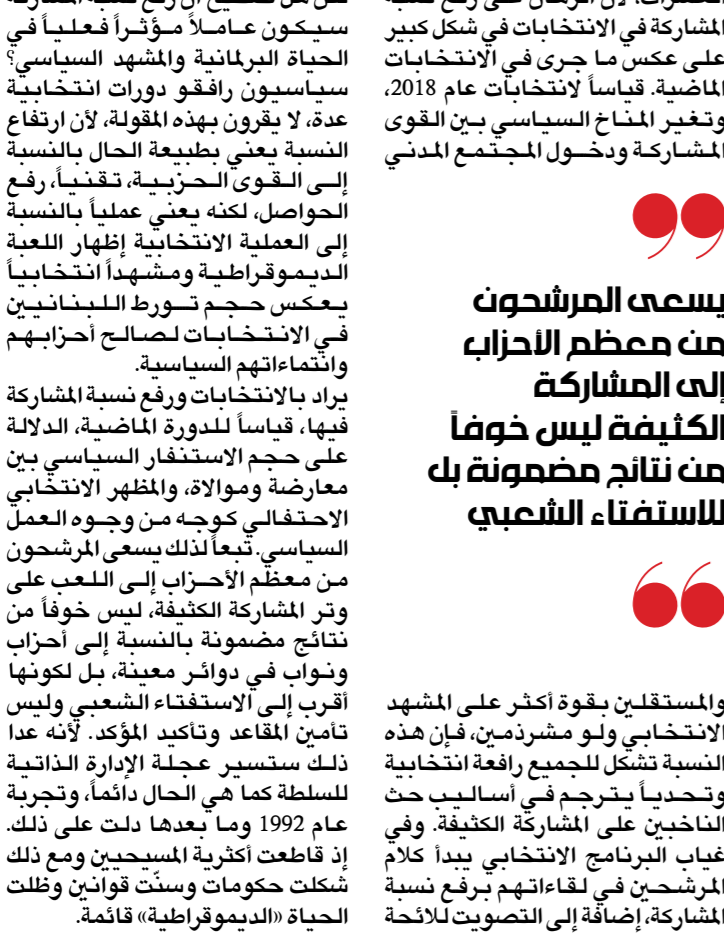 المشاركة في الانتخابات في شكل كبير
على عكس ما جرى في الانتخابات
الماضية. قياساً لانتخابات عام 2018،
وتغير المناخ السياسي بين القوى
المشاركة ودخول المجتمع المدني
يسعى المرشحون
من معظم الأحزاب
إلى المشاركة
الكثيفة ليس خوفاً
من نتائج مضمونة بل
للاستفتاء الشعبي
والمستقلين بقوة أكثر على المشهد
الانتخابي ولو مشرذمين، فإن هذه
النسبة تشكل للجميع رافعة انتخابية
وتحدياً يترجم في أساليب حث
الناخبين على المشاركة الكثيفة. وفي
غياب البرنامج الانتخابي يبدأ كلام
المرشحين في لقاءاتهم برفع نسبة
المشاركة، إضافة إلى التصويت للائحة
سيكون عاملاً مؤثراً فعلياً في
الحياة البرلمانية والمشهد السياسي؟
سياسيون رافقو دورات انتخابية
عدة، لا يقرون بهذه المقولة، لأن ارتفاع
النسبة يعني بطبيعة الحال بالنسبة
إلى القوى الحزبية، تقنياً، رفع
الحواصل، لكنه يعني عملياً بالنسبة
إلى العملية الانتخابية إظهار اللعبة
الديموقراطية ومشهداً انتخابياً
يعكس حجم تورط اللبنانيين
في الانتخابات لصالح أحزابهم
وانتماءاتهم السياسية.
يراد بالانتخابات ورفع نسبة المشاركة
فيها، قياساً للدورة الماضية، الدلالة
على حجم الاستنفار السياسي بين
معارضة وموالاة، والمظهر الانتخابي
الاحتفالي كوجه من وجوه العمل
السياسي. تبعاً لذلك يسعى المرشحون
من معظم الأحزاب إلى اللعب على
وتر المشاركة الكثيفة، ليس خوفاً من
نتائج مضمونة بالنسبة إلى أحزاب
ونواب في دوائر معينة، بل لكونها
أقرب إلى الاستفتاء الشعبي وليس
تأمين المقاعد وتأكيد المؤكد. لأنه عدا
ذلك ستسير عجلة الإدارة الذاتية
للسلطة كما هي الحال دائماً، وتجربة
عام 1992 وما بعدها دلت على ذلك.
إذ قاطعت أكثرية المسيحيين ومع ذلك
شكلت حكومات وسنّت قوانين وظلت
الحياة «الديموقراطية» قائمة.